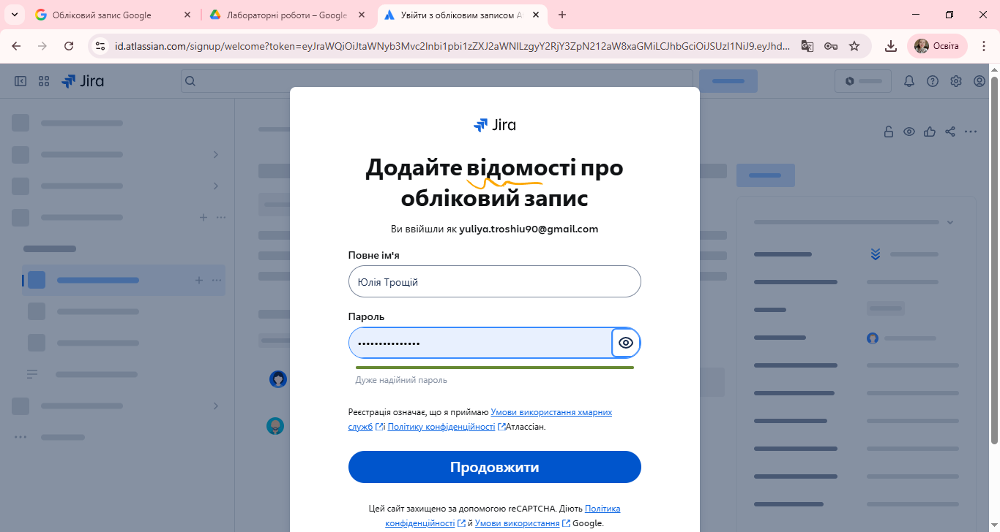 Обліковий запис Google
Лабораторні роботи – Google
Увійти з обліковим записом A
id.atlassian.com/signup/welcome?token=eyJraWQiOiJtaWNyb3Mvc2lnbi1pbi1zZXJ2aWNlLzgyY2RjY3ZpN212aW8xaGMiLCJhbGciOiJSUzI1NiJ9.eyJhd...
Освіта
Jira
Jira
Додайте відомості про
обліковий запис
Ви ввійшли як yuliya.troshiu90@gmail.com
Повне ім'я
Юлія Трощій
Пароль
•••••••••••••••
Дуже надійний пароль
Реєстрація означає, що я приймаю Умови використання хмарних
служб і Політику конфіденційності Атлассіан.
Продовжити
Цей сайт захищено за допомогою reCAPTCHA. Діють Політика
конфіденційності й Умови використання Google.